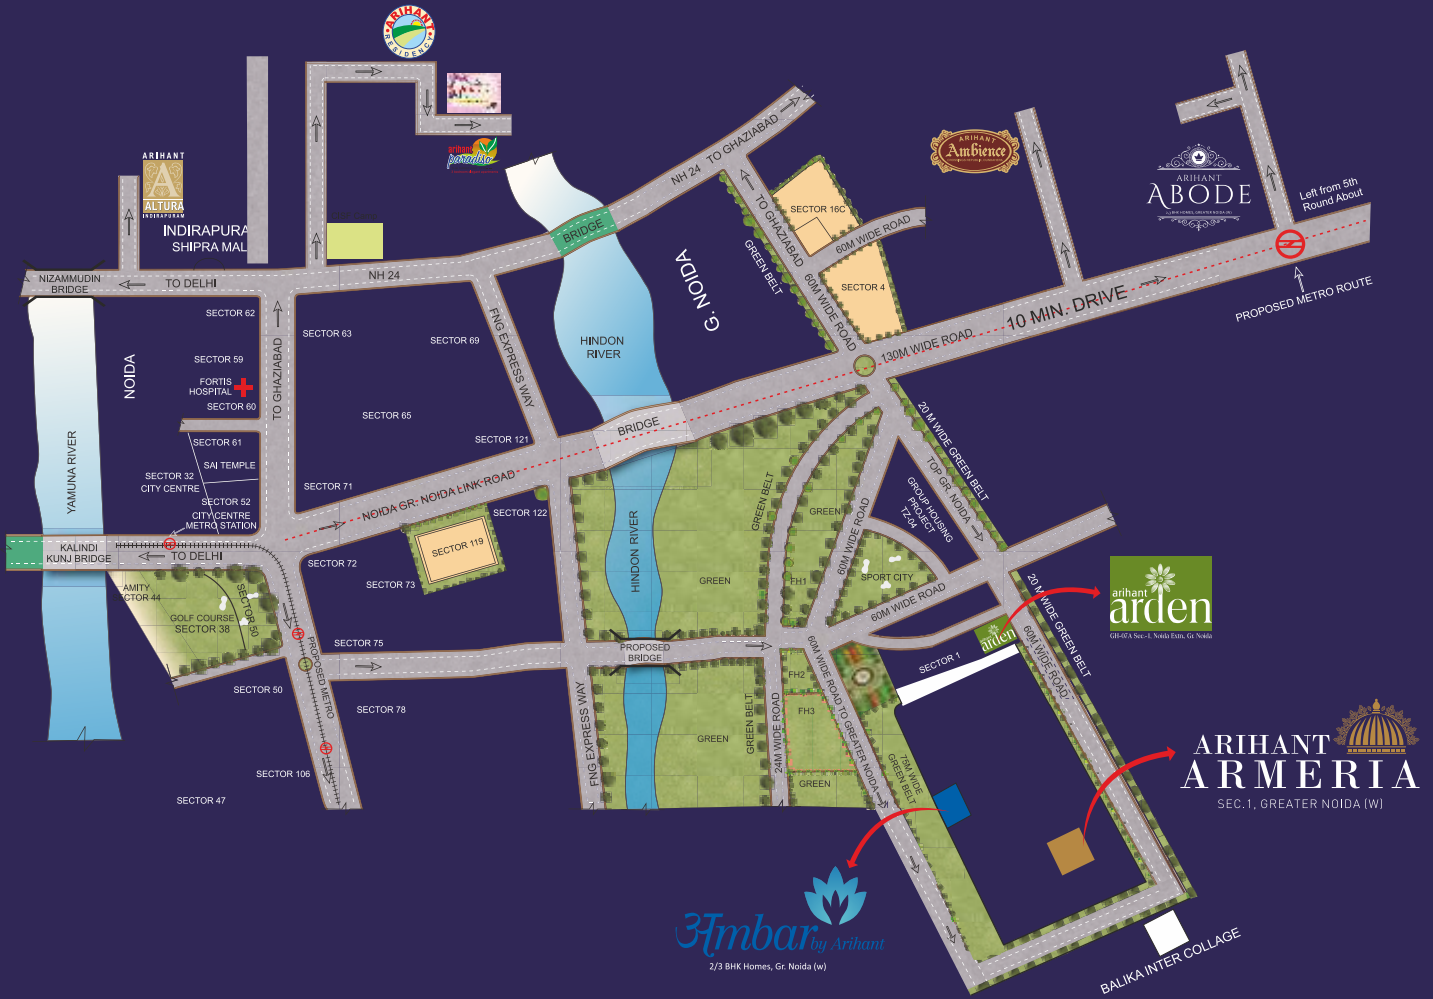 ARIHANT
RESIDENCY
arihant
paradiso
ARIHANT
ALTURA
INDIRAPURAM
INDIRAPURA
SHIPRA MAL
NIZAMMUDIN
BRIDGE
TO DELHI
NH 24
BRIDGE
NH 24
TO GHAZIABAD
ARIHANT
Ambience
ARIHANT
ABODE
2/3 BHK HOMES, GREATER NOIDA (W)
Left from 5th
Round About
PROPOSED METRO ROUTE
SECTOR 16C
TO GHAZIABAD
60M WIDE ROAD
GREEN BELT
SECTOR 4
60M WIDE ROAD
G. NOIDA
10 MIN. DRIVE
130M WIDE ROAD
SECTOR 62
SECTOR 63
SECTOR 69
FNG EXPRESS WAY
HINDON
RIVER
NOIDA
SECTOR 59
FORTIS
HOSPITAL
SECTOR 60
TO GHAZIABAD
SECTOR 65
SECTOR 121
BRIDGE
SECTOR 61
SAI TEMPLE
SECTOR 32
CITY CENTRE
SECTOR 52
CITY CENTRE
METRO STATION
YAMUNA RIVER
SECTOR 71
NOIDA GR. NOIDA LINK ROAD
SECTOR 122
SECTOR 119
KALINDI
KUNJ BRIDGE
TO DELHI
SECTOR 72
SECTOR 73
AMITY
CTOR 44
GOLF COURSE
SECTOR 38
SECTOR 50
SECTOR 75
PROPOSED METRO
SECTOR 50
SECTOR 78
SECTOR 106
SECTOR 47
HINDON RIVER
GREEN
GREEN BELT
GREEN
FH1
60M WIDE ROAD
SPORT CITY
GROUP HOUSING
PROJECT
TZ-04
20 M WIDE GREEN BELT
TOP GR. NOIDA
60M WIDE ROAD
PROPOSED
BRIDGE
FNG EXPRESS WAY
GREEN
GREEN BELT
24M WIDE ROAD
FH2
FH3
GREEN
60M WIDE ROAD TO GREATER NOIDA
75M WIDE
GREEN BELT
SECTOR 1
arden
20 M WIDE GREEN BELT
60M WIDE ROAD
arihant
arden
GH-07A Sec.-1, Noida Extn, Gr. Noida
ARIHANT
ARMERIA
SEC.1, GREATER NOIDA (W)
अmbar by Arihant
2/3 BHK Homes, Gr. Noida (w)
BALIKA INTER COLLAGE